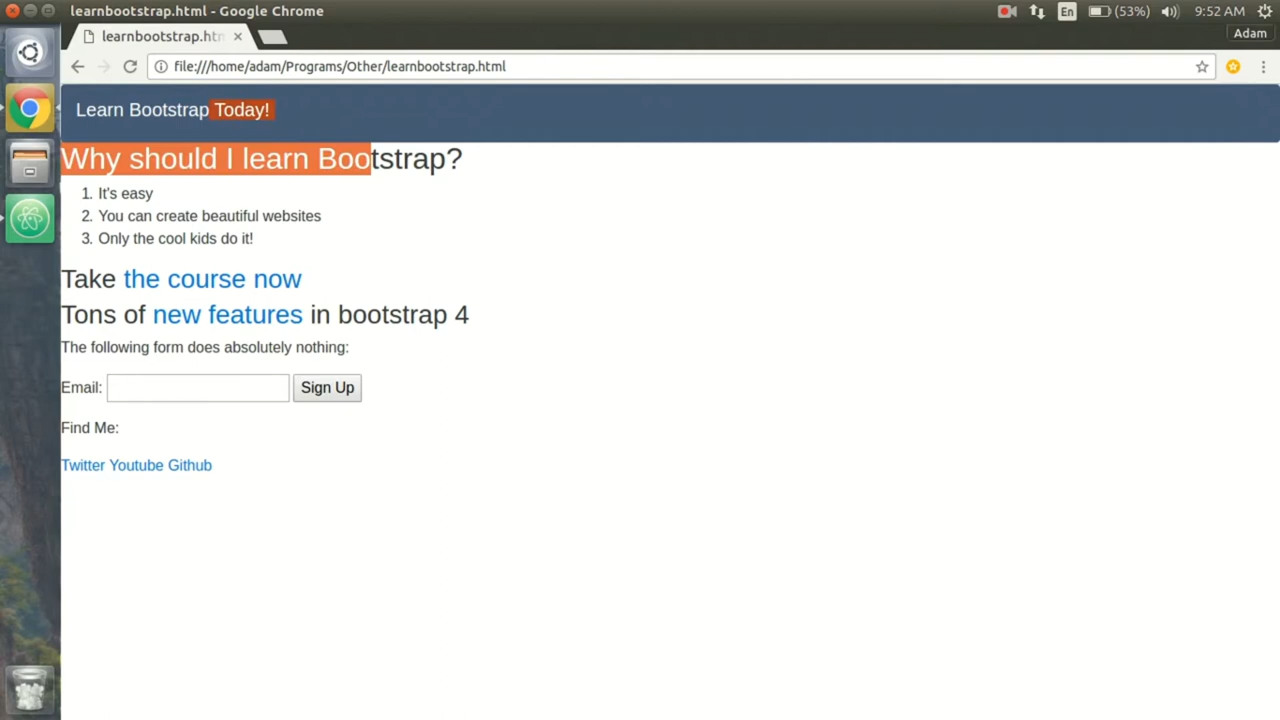 learnbootstrap.html - Google Chrome
En (53%) 9:52 AM
learnbootstrap.htm
Adam
file:///home/adam/Programs/Other/learnbootstrap.html
Learn Bootstrap Today!
Why should I learn Bootstrap?
1. It's easy
2. You can create beautiful websites
3. Only the cool kids do it!
Take the course now
Tons of new features in bootstrap 4
The following form does absolutely nothing:
Email: Sign Up
Find Me:
Twitter Youtube Github